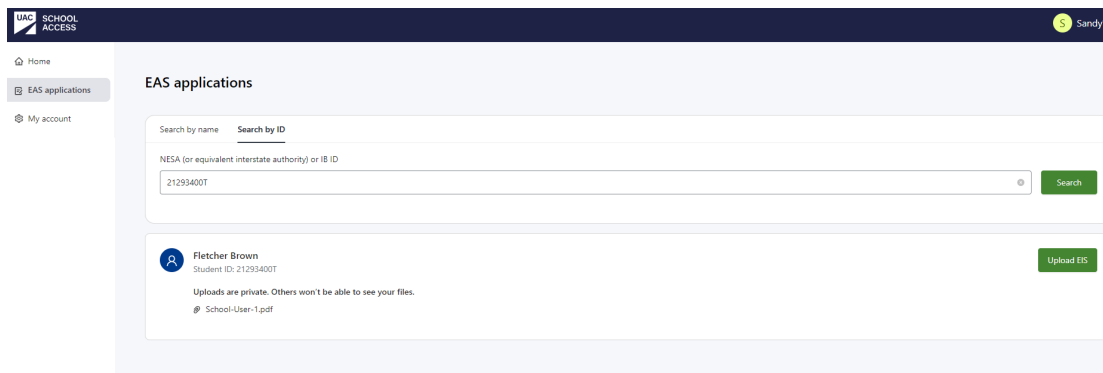 UAC SCHOOL
ACCESS
S Sandy
Home
EAS applications
My account
EAS applications
Search by name Search by ID
NESA (or equivalent interstate authority) or IB ID
21293400T
Search
Fletcher Brown
Student ID: 21293400T
Upload EIS
Uploads are private. Others won't be able to see your files.
School-User-1.pdf